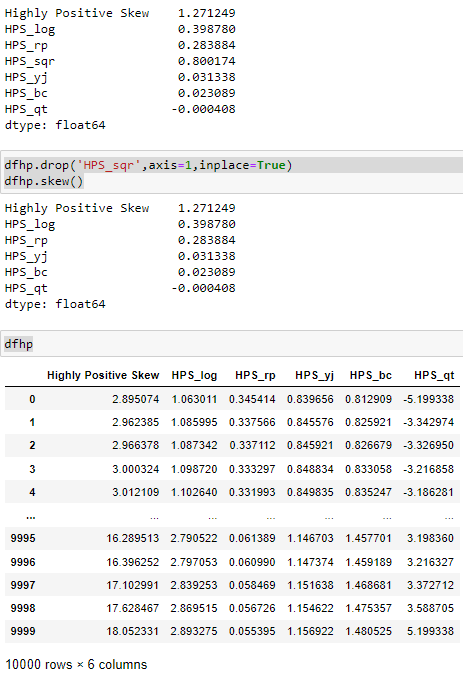 Highly Positive Skew    1.271249
HPS_log                 0.398780
HPS_rp                  0.283884
HPS_sqr                 0.800174
HPS_yj                  0.031338
HPS_bc                  0.023089
HPS_qt                 -0.000408
dtype: float64
dfhp.drop('HPS_sqr',axis=1,inplace=True)
dfhp.skew()
Highly Positive Skew    1.271249
HPS_log                 0.398780
HPS_rp                  0.283884
HPS_yj                  0.031338
HPS_bc                  0.023089
HPS_qt                 -0.000408
dtype: float64
dfhp
Highly Positive Skew HPS_log HPS_rp HPS_yj HPS_bc HPS_qt
0 2.895074 1.063011 0.345414 0.839656 0.812909 -5.199338
1 2.962385 1.085995 0.337566 0.845576 0.825921 -3.342974
2 2.966378 1.087342 0.337112 0.845921 0.826679 -3.326950
3 3.000324 1.098720 0.333297 0.848834 0.833058 -3.216858
4 3.012109 1.102640 0.331993 0.849835 0.835247 -3.186281
... ... ... ... ... ... ...
9995 16.289513 2.790522 0.061389 1.146703 1.457701 3.198360
9996 16.396252 2.797053 0.060990 1.147374 1.459189 3.216327
9997 17.102991 2.839253 0.058469 1.151638 1.468681 3.372712
9998 17.628467 2.869515 0.056726 1.154622 1.475357 3.588705
9999 18.052331 2.893275 0.055395 1.156922 1.480525 5.199338
10000 rows × 6 columns